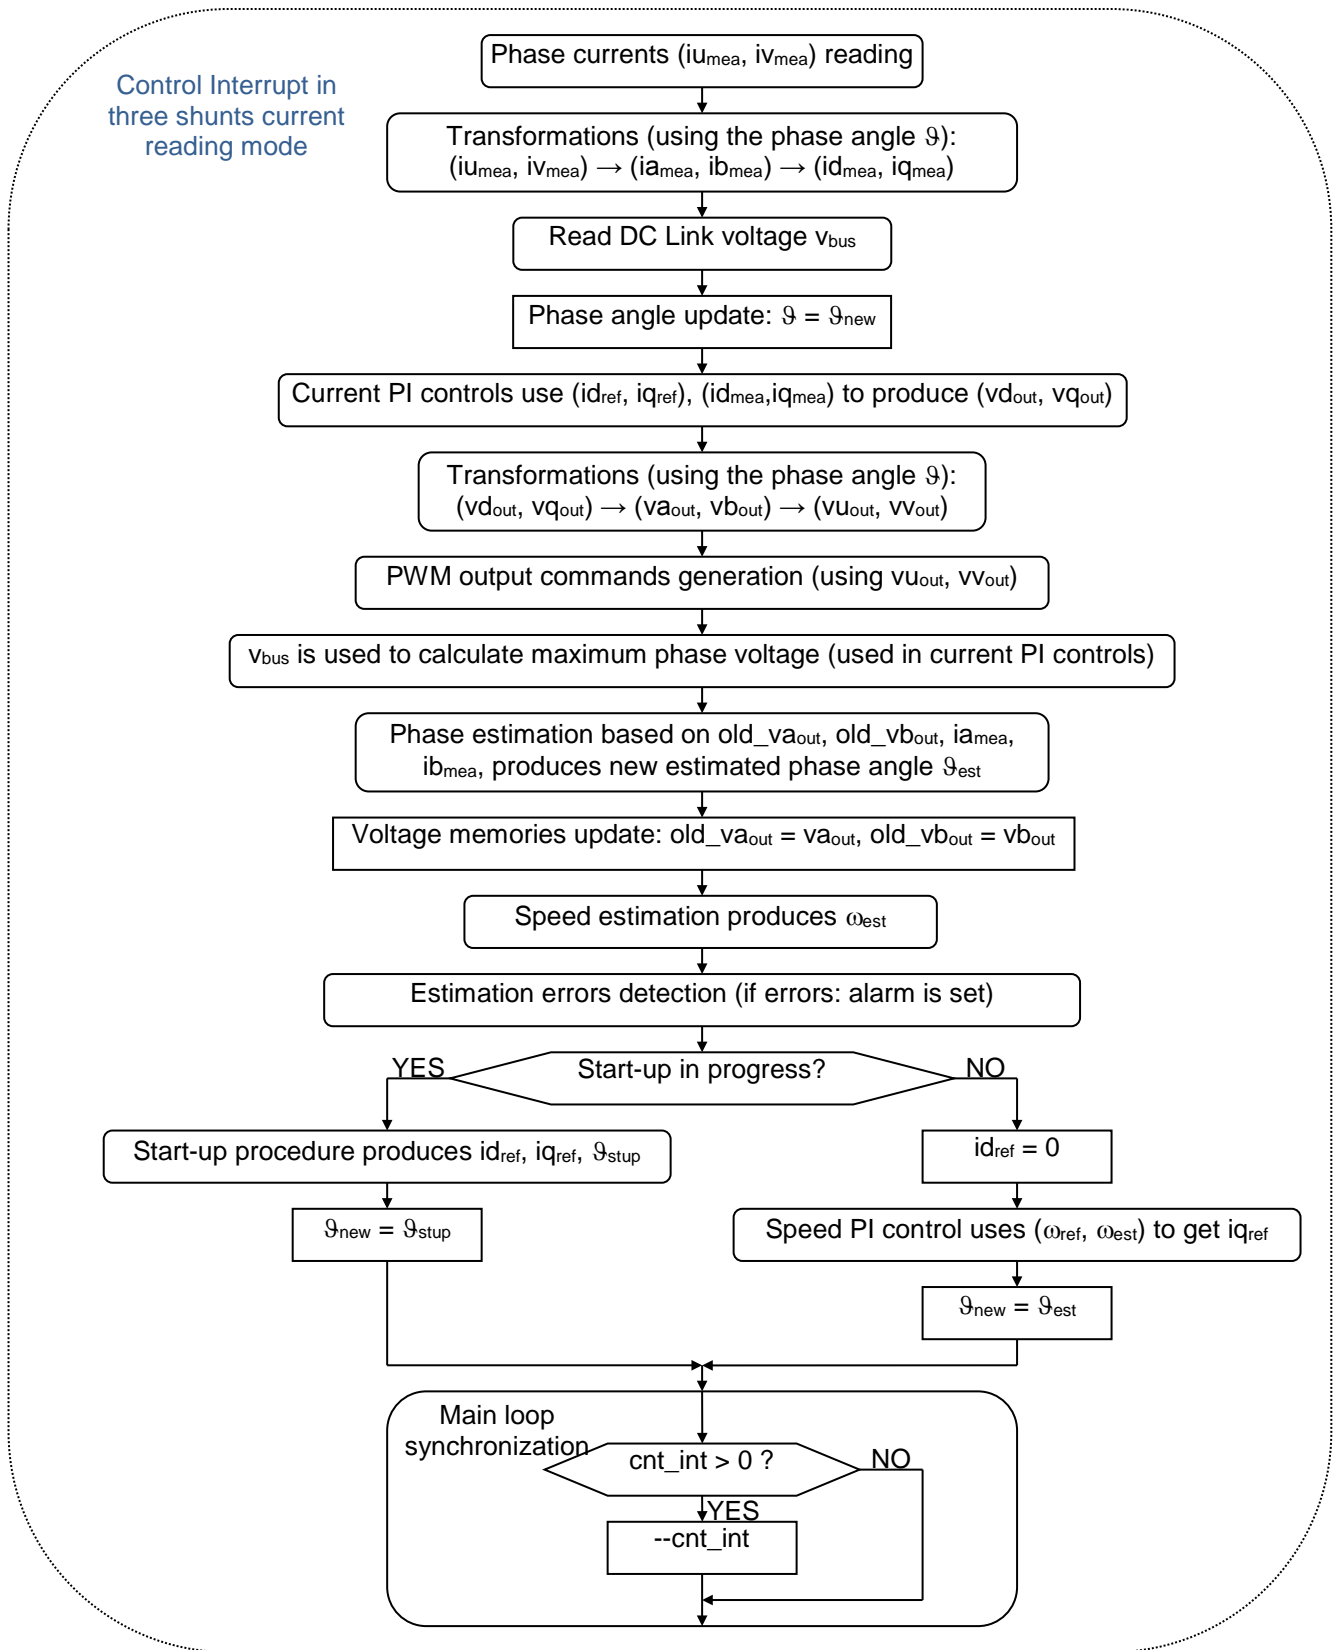 Phase currents (iumea, ivmea) reading
Control Interrupt in
three shunts current
reading mode
Transformations (using the phase angle ϑ):
(iumea, ivmea) → (iamea, ibmea) → (idmea, iqmea)
Read DC Link voltage vbus
Phase angle update: ϑ = ϑnew
Current PI controls use (idref, iqref), (idmea,iqmea) to produce (vdout, vqout)
Transformations (using the phase angle ϑ):
(vdout, vqout) → (vaout, vbout) → (vuout, vvout)
PWM output commands generation (using vuout, vvout)
vbus is used to calculate maximum phase voltage (used in current PI controls)
Phase estimation based on old_vaout, old_vbout, iamea,
ibmea, produces new estimated phase angle ϑest
Voltage memories update: old_vaout = vaout, old_vbout = vbout
Speed estimation produces ωest
Estimation errors detection (if errors: alarm is set)
YES
Start-up in progress?
NO
Start-up procedure produces idref, iqref, ϑstup
idref = 0
ϑnew = ϑstup
Speed PI control uses (ωref, ωest) to get iqref
ϑnew = ϑest
Main loop
synchronization
cnt_int > 0 ?
NO
YES
--cnt_int